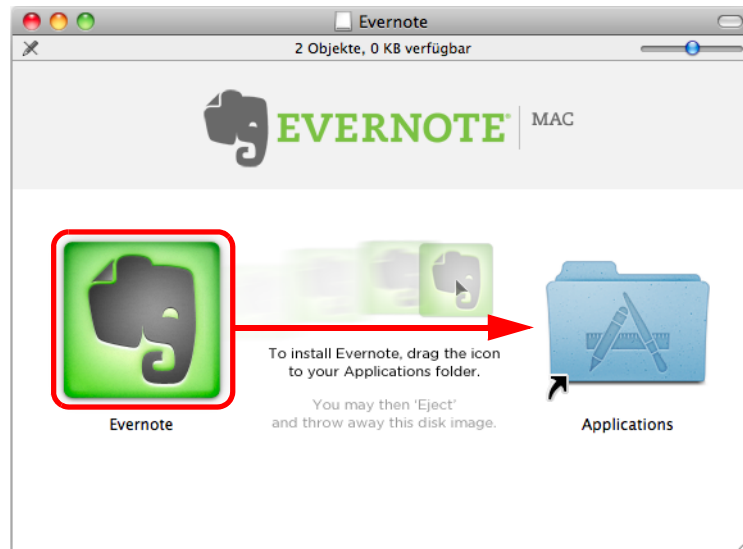 Evernote
2 Objekte, 0 KB verfügbar
EVERNOTE® MAC
To install Evernote, drag the icon
to your Applications folder.
You may then ‘Eject’
and throw away this disk image.
Evernote
Applications